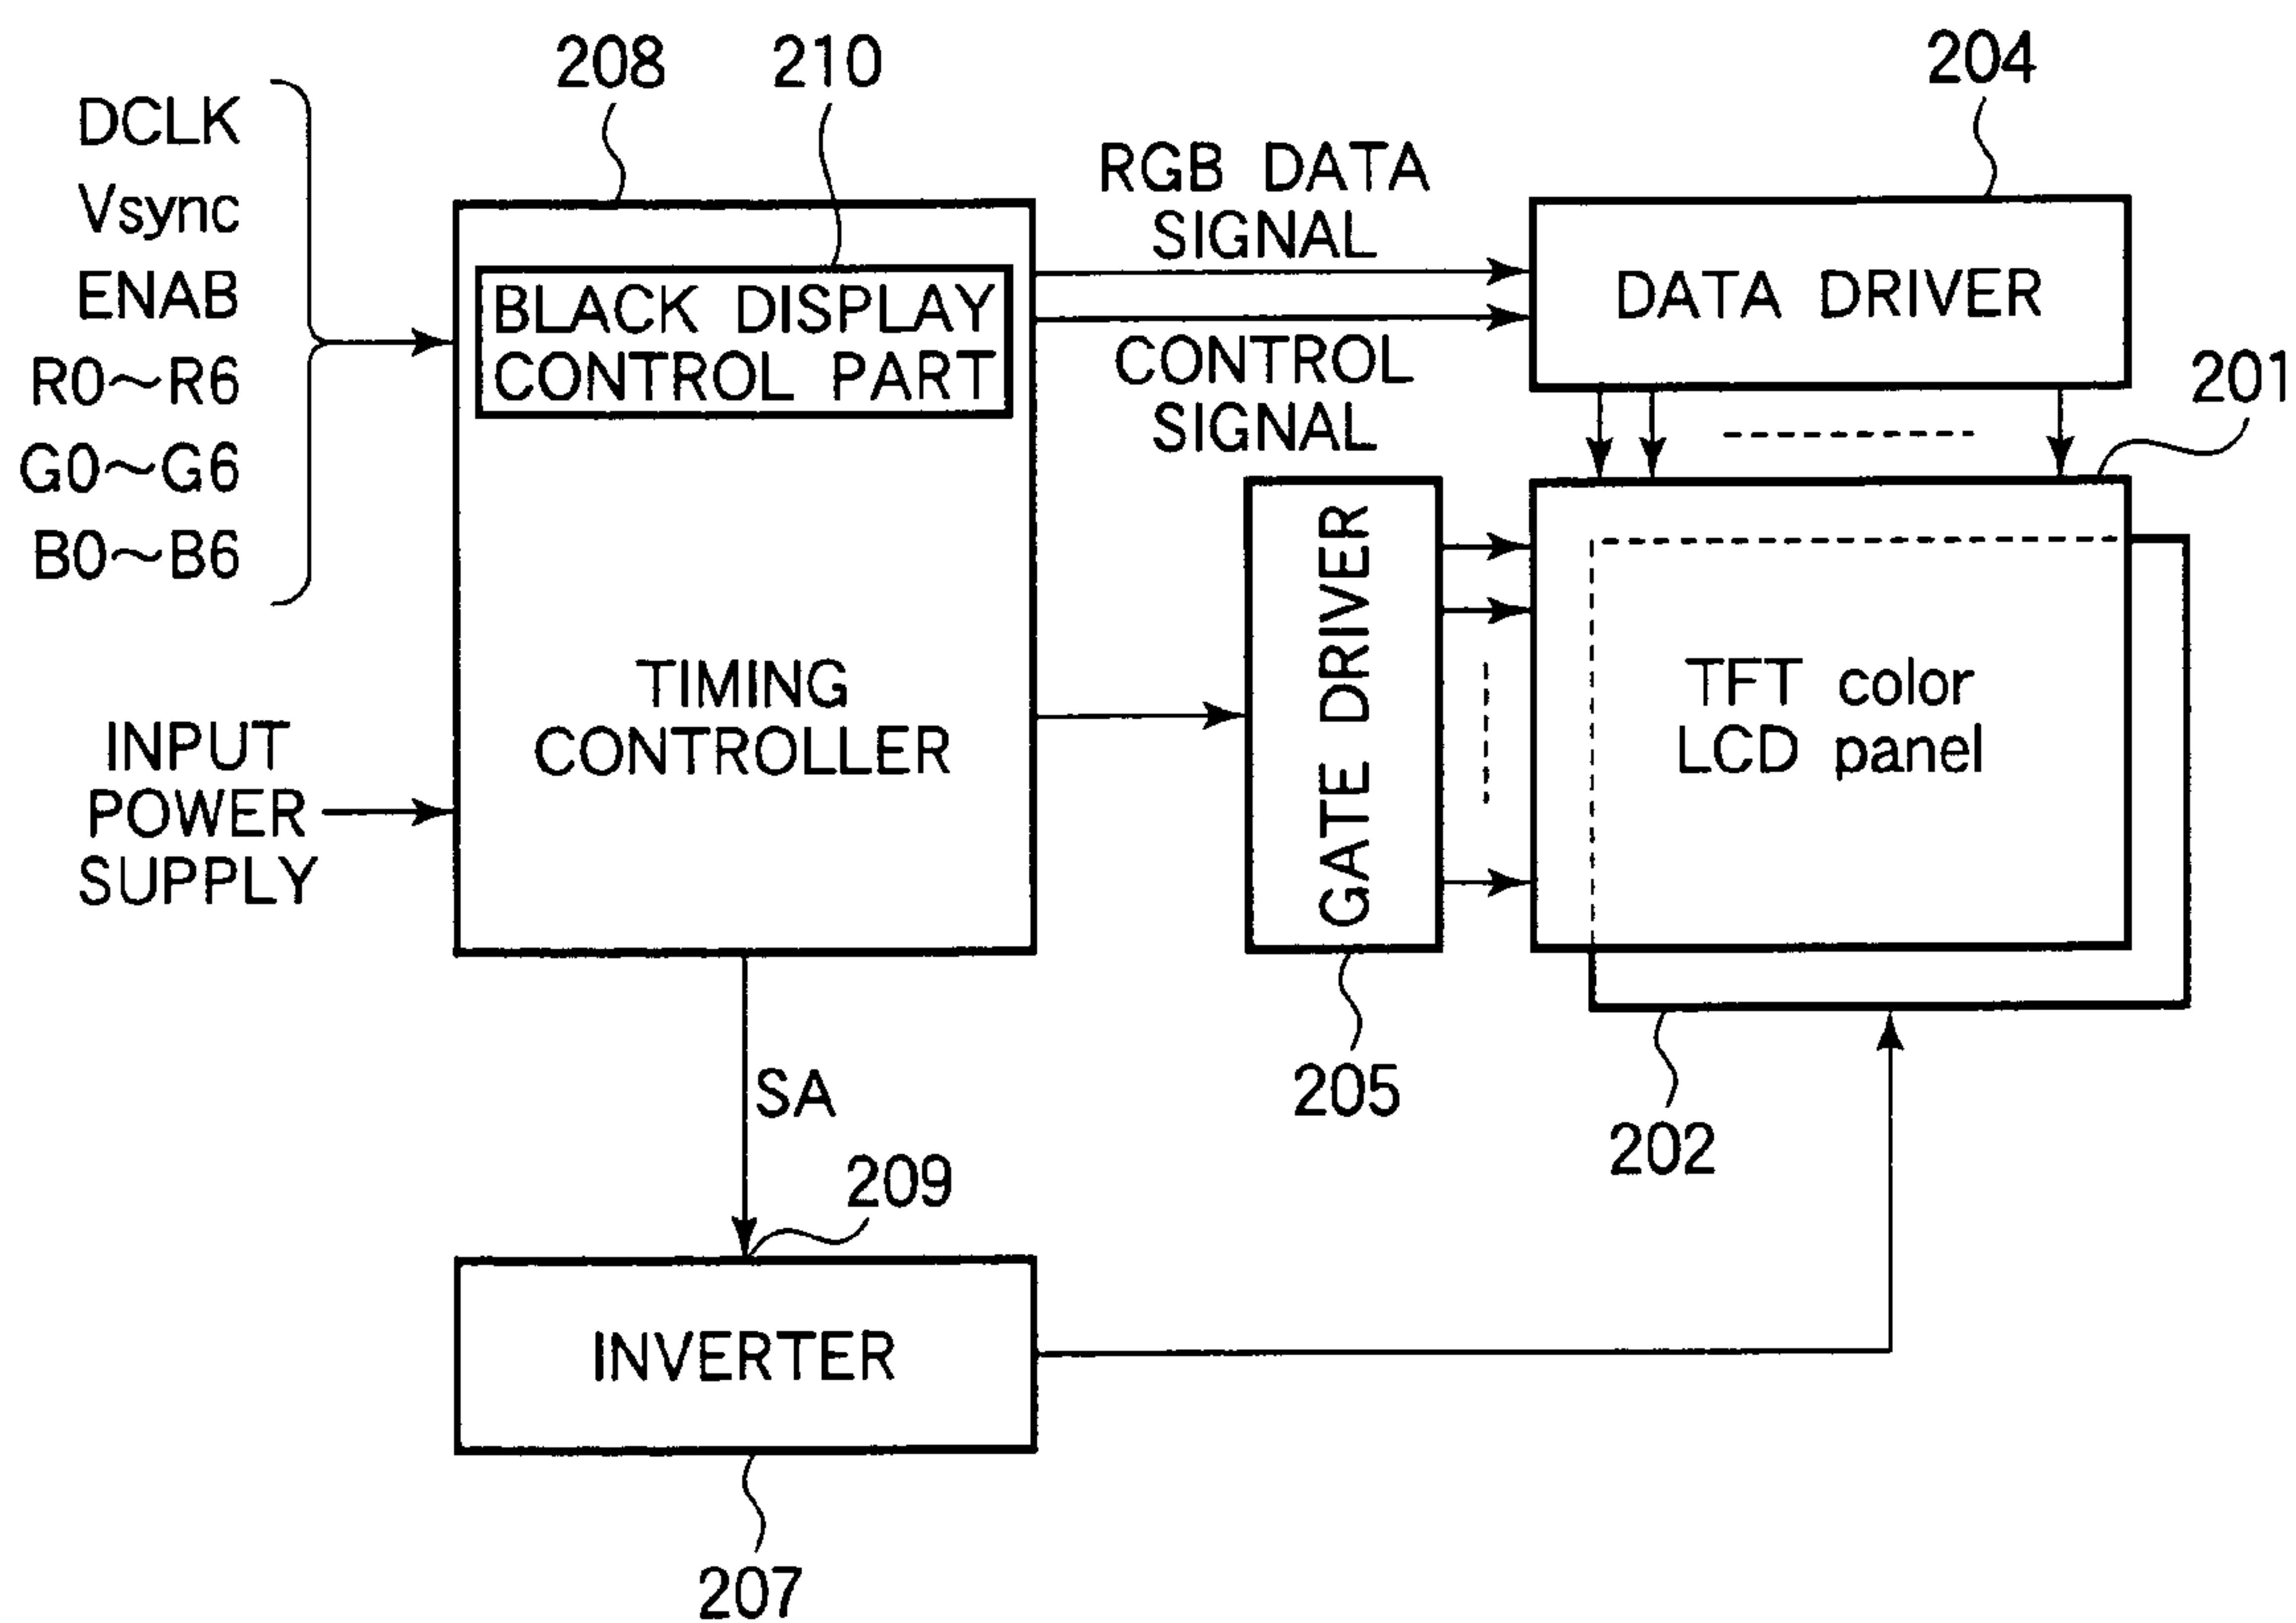 208
210
204
DCLK
Vsync
ENAB
R0~R6
G0~G6
B0~B6
RGB DATA
SIGNAL
BLACK DISPLAY
CONTROL PART
DATA DRIVER
CONTROL
SIGNAL
201
TIMING
CONTROLLER
GATE DRIVER
TFT color
LCD panel
INPUT
POWER
SUPPLY
SA
205
202
209
INVERTER
207